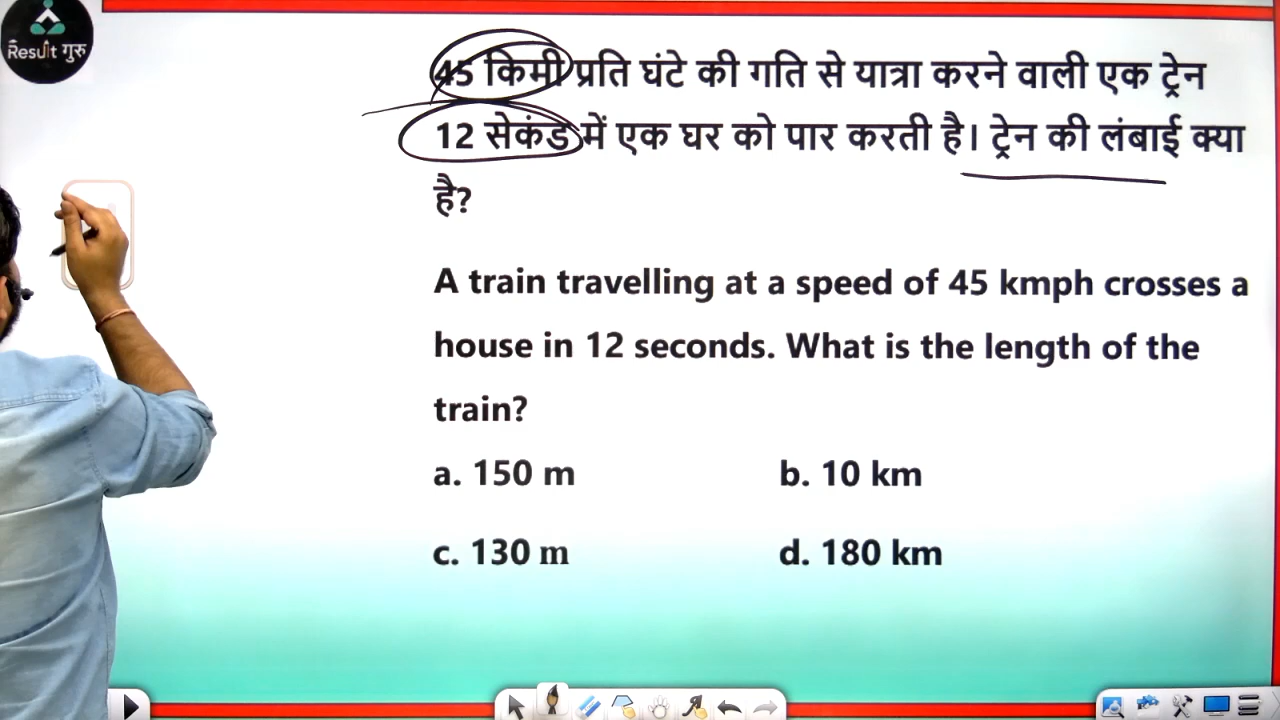 Result गुरु
45 किमी प्रति घंटे की गति से यात्रा करने वाली एक ट्रेन
12 सेकंड में एक घर को पार करती है। ट्रेन की लंबाई क्या
है?
A train travelling at a speed of 45 kmph crosses a
house in 12 seconds. What is the length of the
train?
a. 150 m
b. 10 km
c. 130 m
d. 180 km